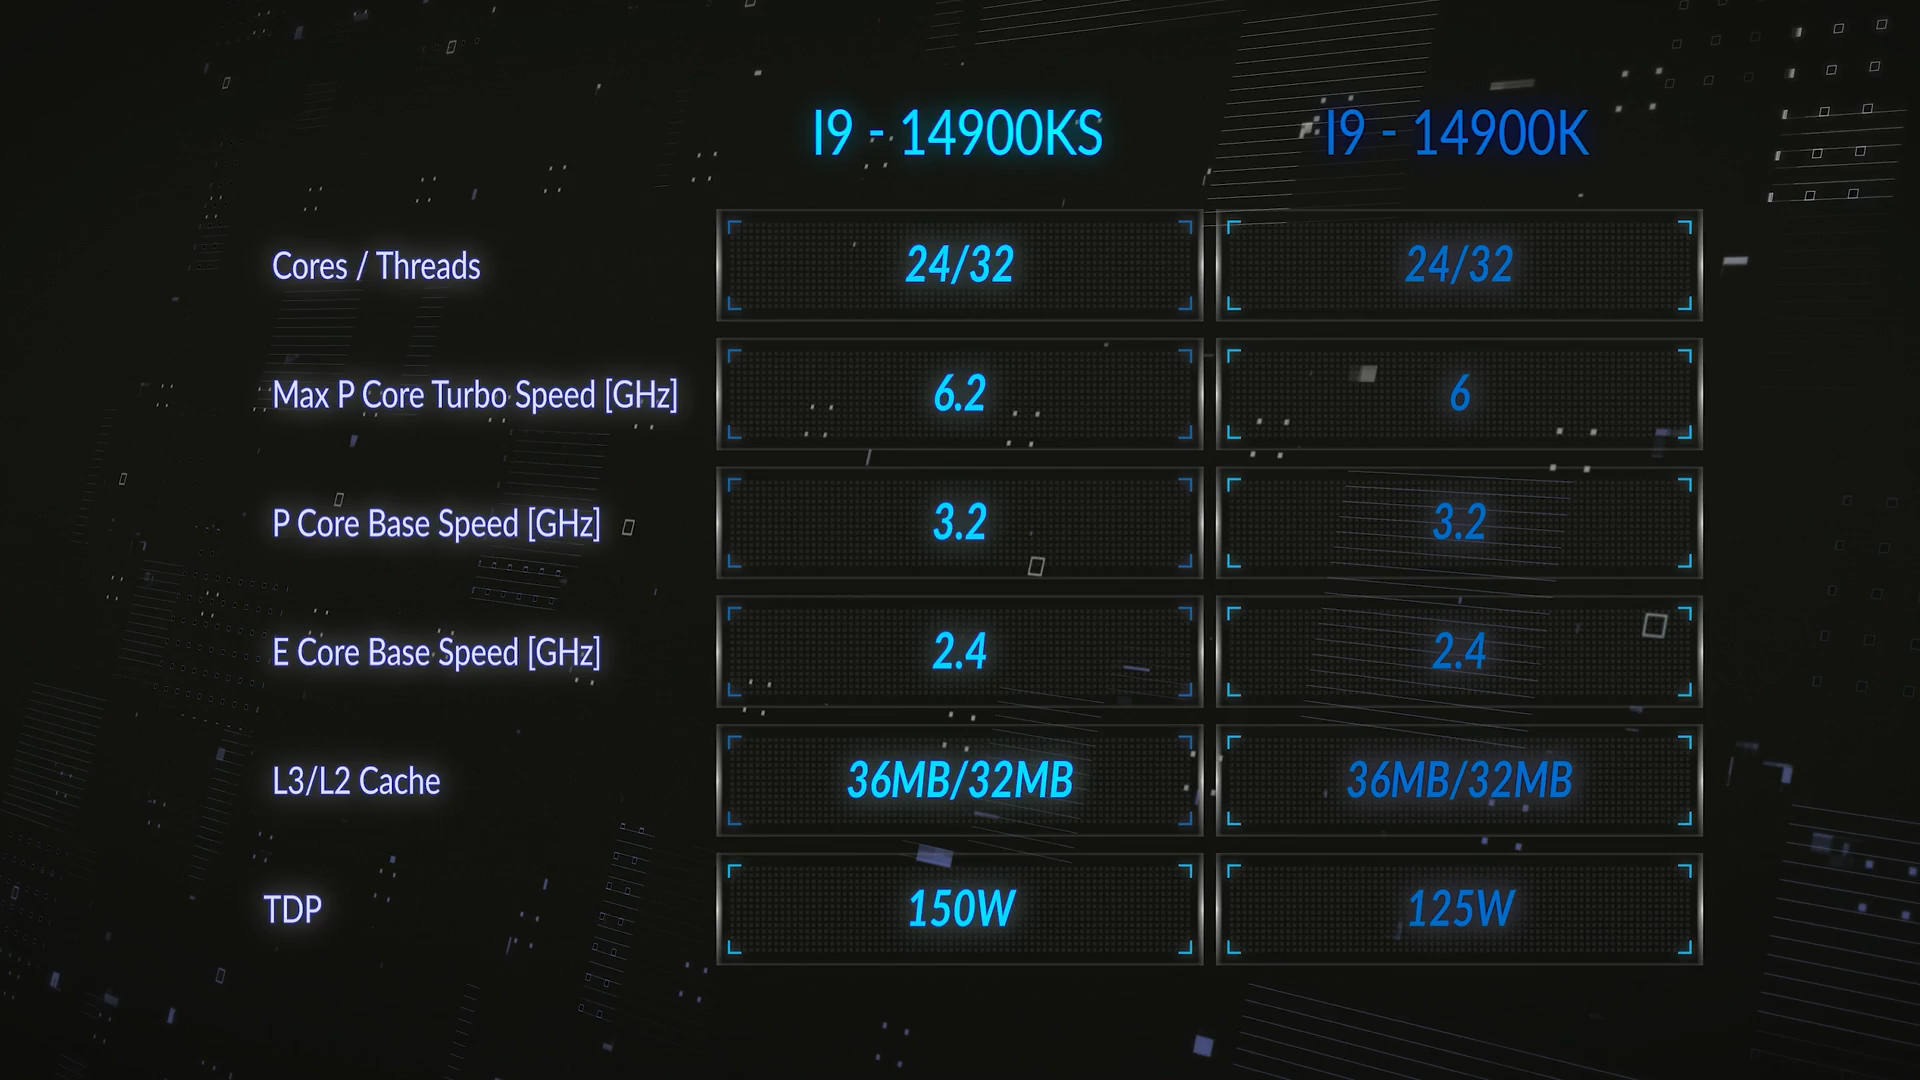 I9 - 14900KS I9 - 14900K
Cores / Threads 24/32 24/32
Max P Core Turbo Speed [GHz] 6.2 6
P Core Base Speed [GHz] 3.2 3.2
E Core Base Speed [GHz] 2.4 2.4
L3/L2 Cache 36MB/32MB 36MB/32MB
TDP 150W 125W